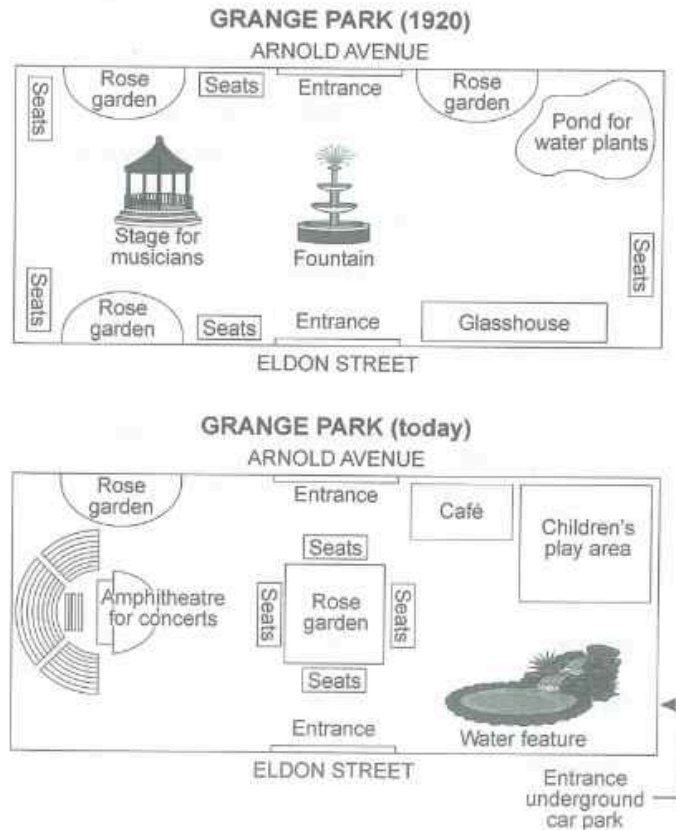 GRANGE PARK (1920)
ARNOLD AVENUE
Rose
garden
Seats
Entrance
Rose
garden
Seats
Pond for
water plants
Stage for
musicians
Fountain
Seats
Seats
Rose
garden
Seats
Entrance
Glasshouse
ELDON STREET
GRANGE PARK (today)
ARNOLD AVENUE
Rose
garden
Entrance
Café
Children's
play area
Seats
Amphitheatre
for concerts
Seats
Rose
garden
Seats
Seats
Entrance
Water feature
ELDON STREET
Entrance
underground
car park